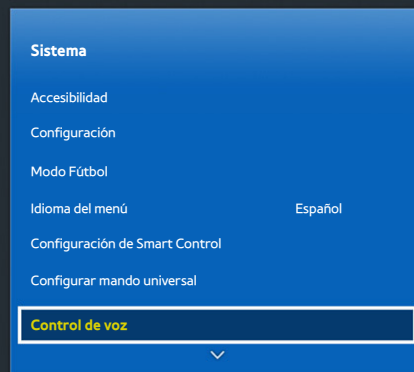 Sistema
Accesibilidad
Configuración
Modo Fútbol
Idioma del menú Español
Configuración de Smart Control
Configurar mando universal
Control de voz